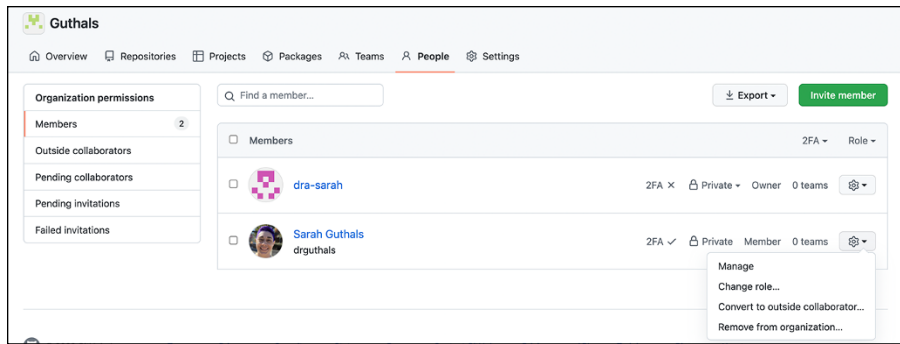 Guthals
Overview Repositories Projects Packages Teams People Settings
Organization permissions
Members 2
Outside collaborators
Pending collaborators
Pending invitations
Failed invitations
Find a member...
Export
Invite member
Members 2FA Role
dra-sarah 2FA Private Owner 0 teams
Sarah Guthals
drguthals 2FA Private Member 0 teams
Manage
Change role...
Convert to outside collaborator...
Remove from organization...